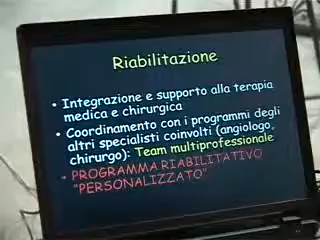 Riabilitazione
• Integrazione e supporto alla terapia
medica e chirurgica
• Coordinamento con i programmi degli
altri specialisti coinvolti (angiologo,
chirurgo): Team multiprofessionale
• PROGRAMMA RIABILITATIVO
"PERSONALIZZATO"